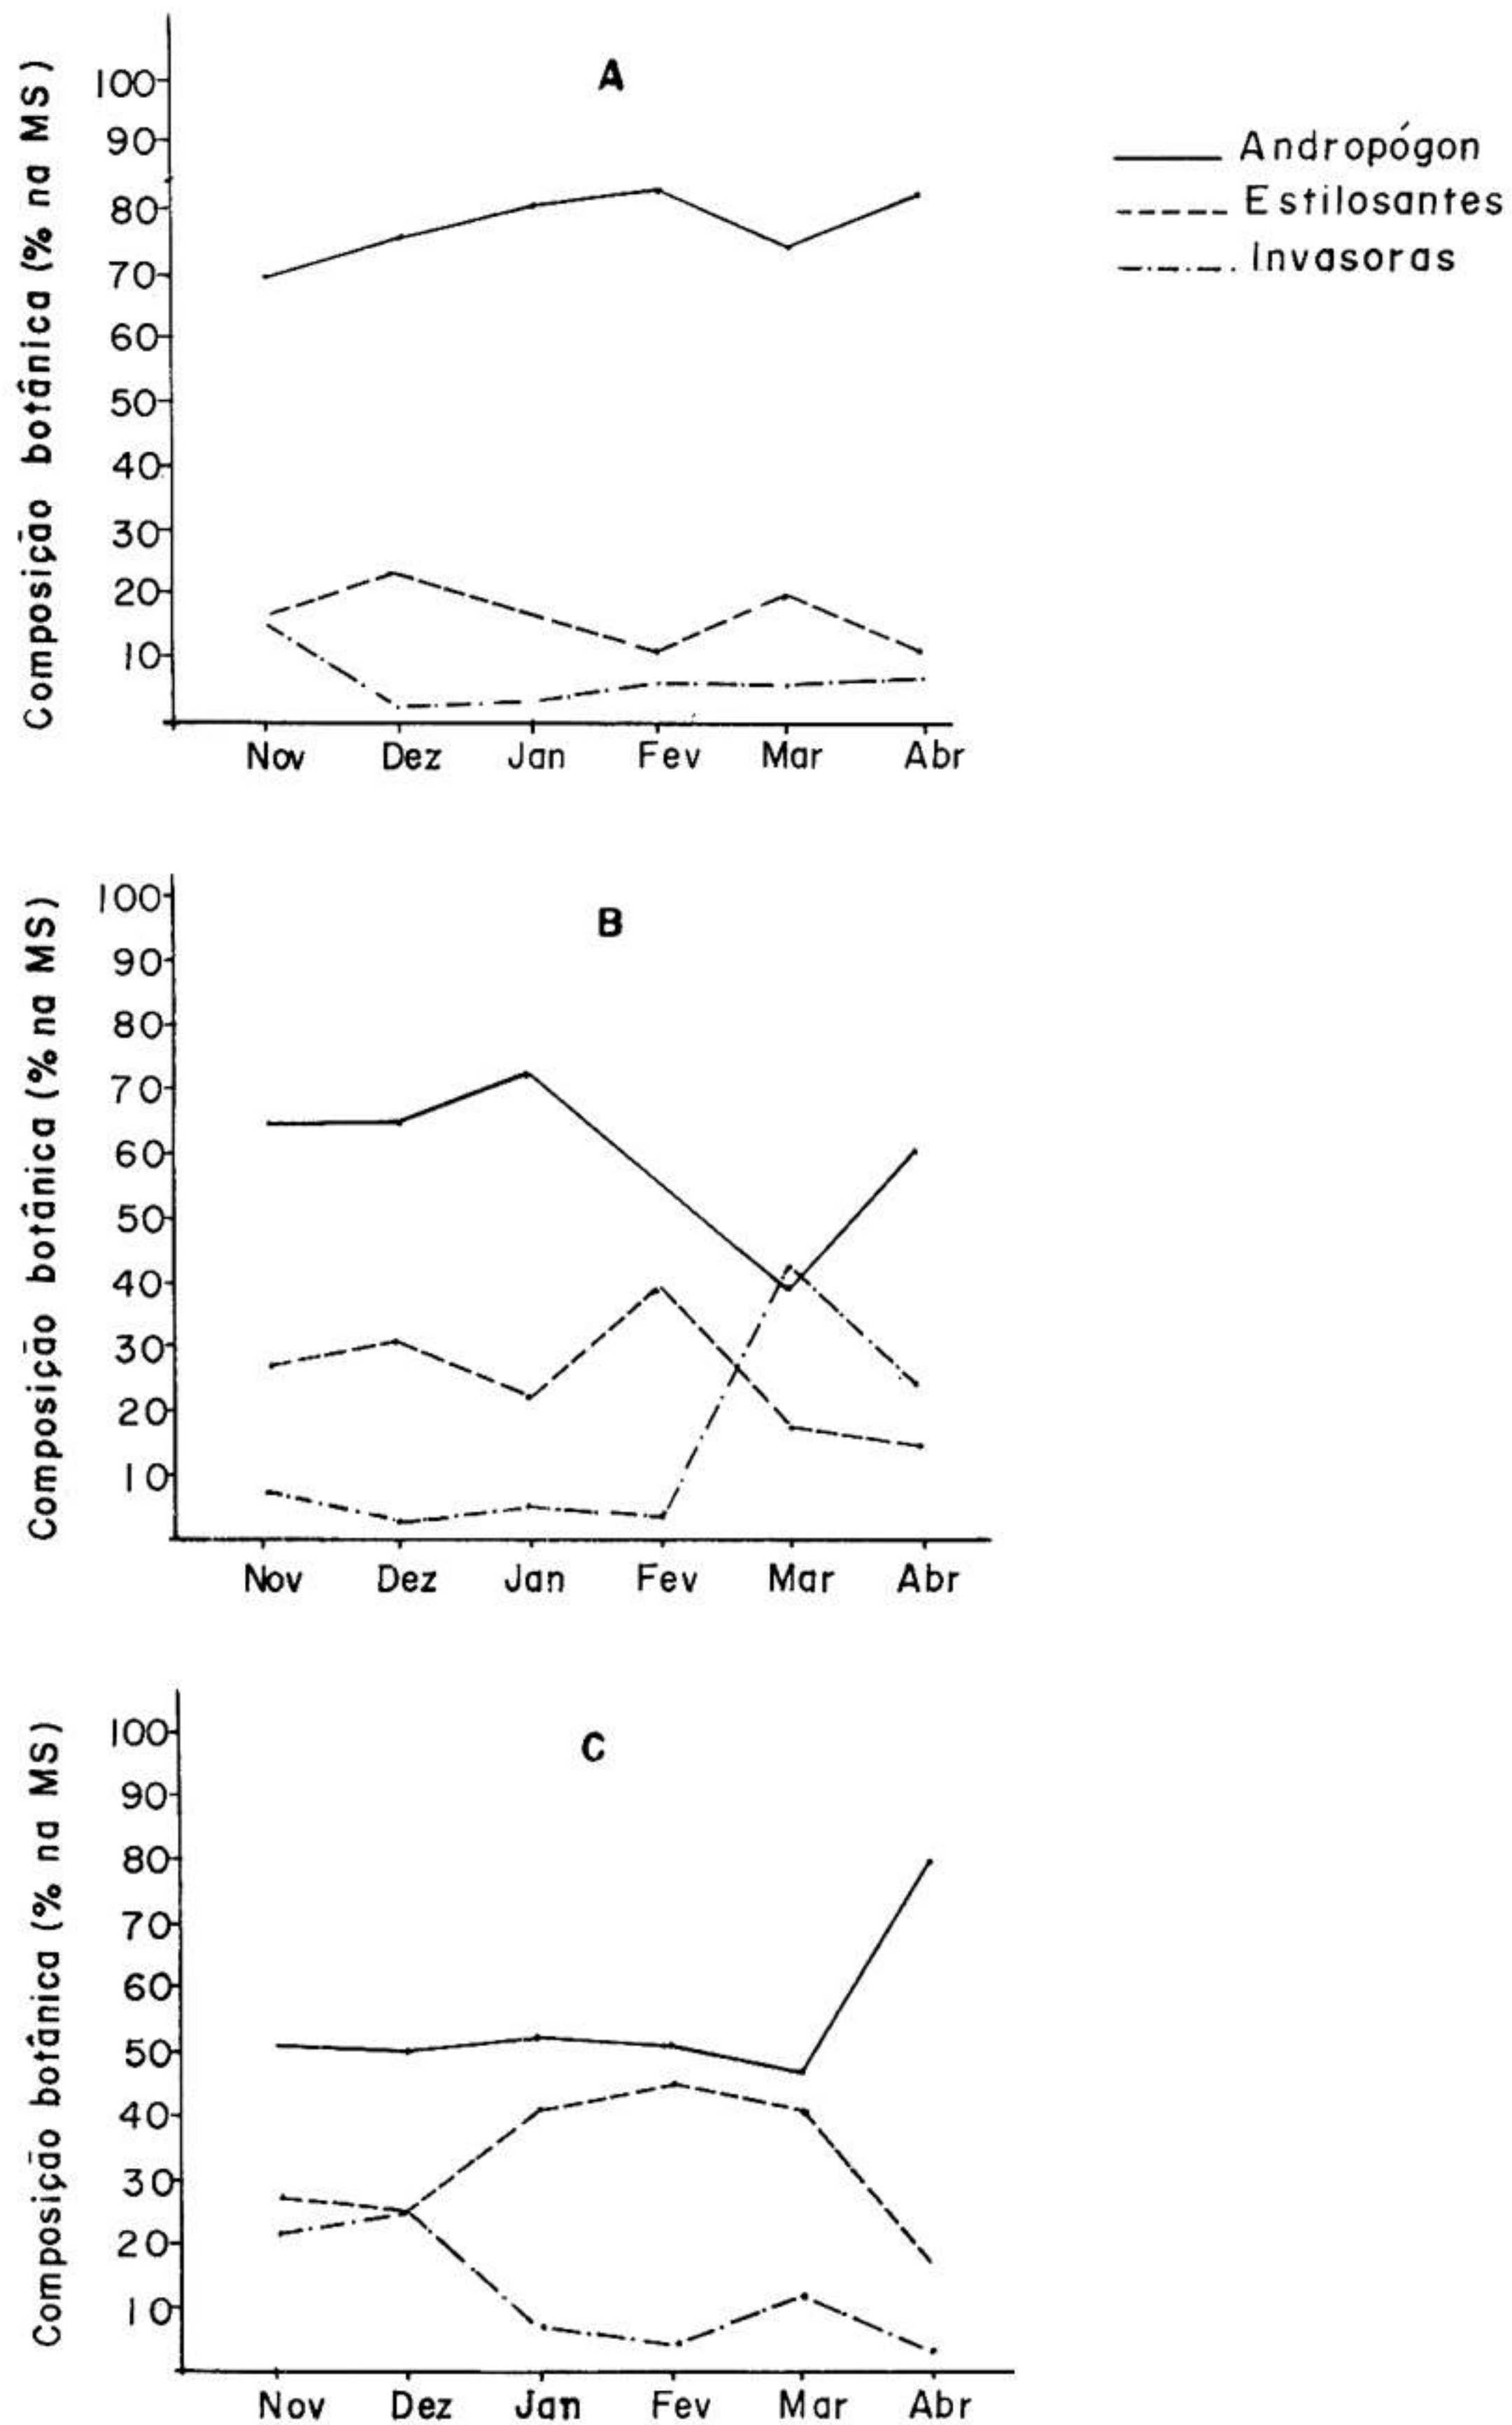 A
Composição botânica (% na MS)
100
90
80
70
60
50
40
30
20
10
Nov Dez Jan Fev Mar Abr
Andropógon
Estilosantes
Invasoras
B
Composição botânica (% na MS)
100
90
80
70
60
50
40
30
20
10
Nov Dez Jan Fev Mar Abr
C
Composição botânica (% na MS)
100
90
80
70
60
50
40
30
20
10
Nov Dez Jan Fev Mar Abr